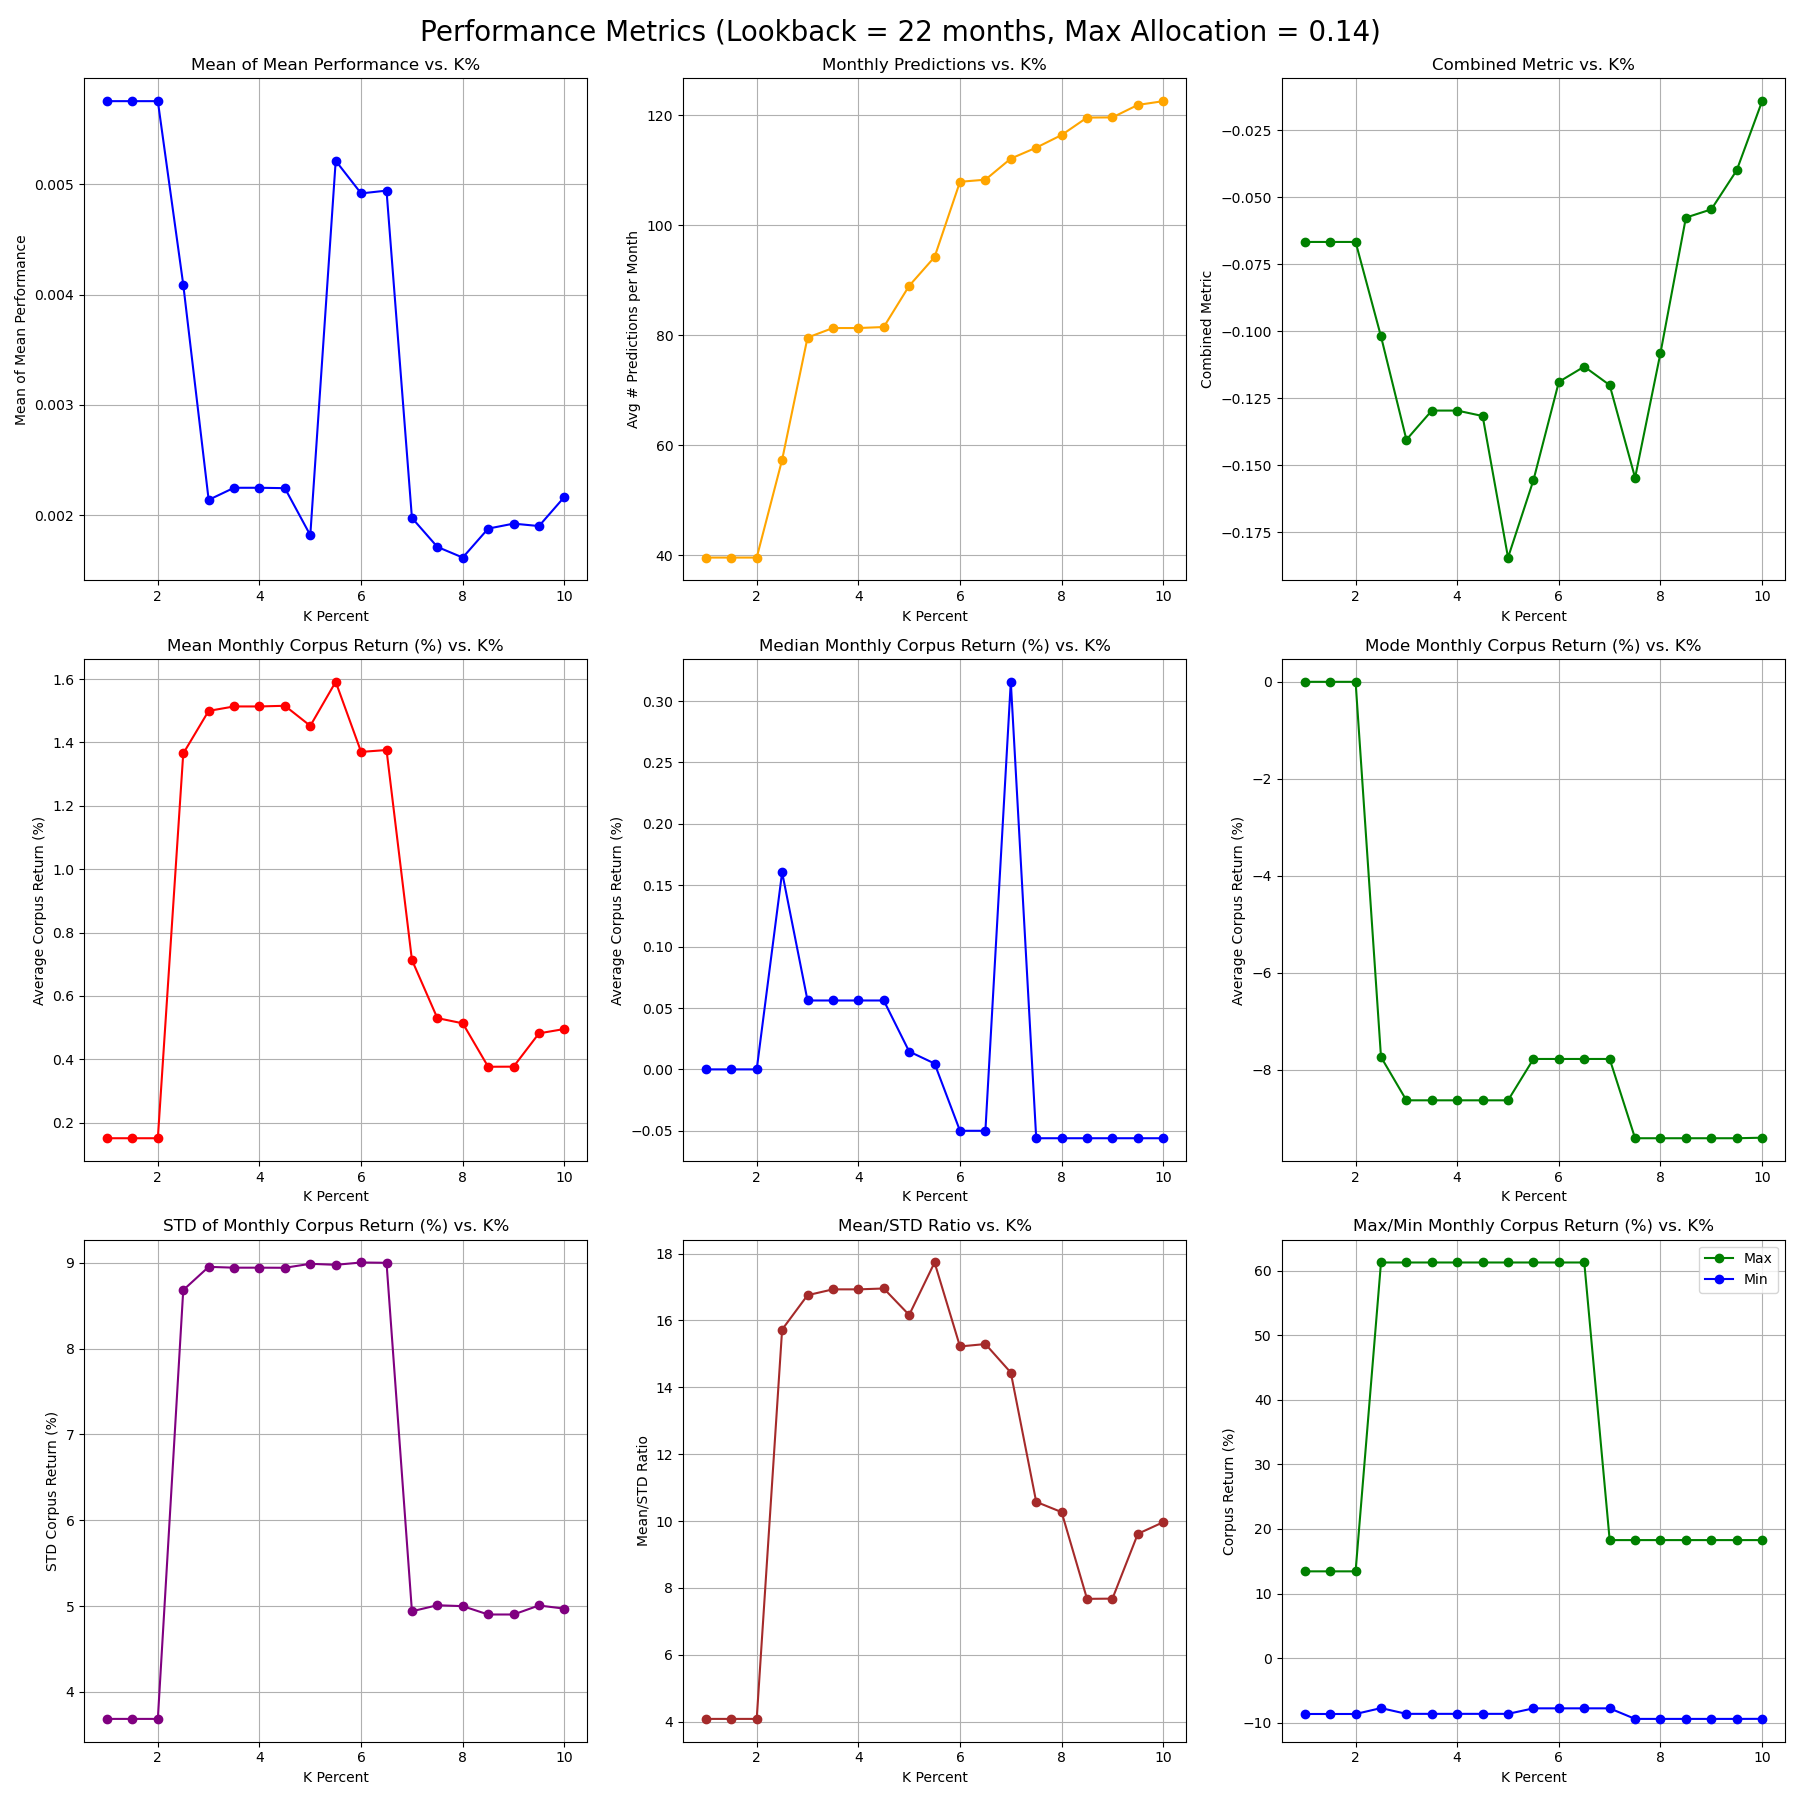 Performance Metrics (Lookback = 22 months, Max Allocation = 0.14)
Mean of Mean Performance vs. K%
Mean of Mean Performance
0.005
0.004
0.003
0.002
2 4 6 8 10
K Percent
Monthly Predictions vs. K%
Avg # Predictions per Month
120
100
80
60
40
2 4 6 8 10
K Percent
Combined Metric vs. K%
Combined Metric
−0.025
−0.050
−0.075
−0.100
−0.125
−0.150
−0.175
2 4 6 8 10
K Percent
Mean Monthly Corpus Return (%) vs. K%
Average Corpus Return (%)
1.6
1.4
1.2
1.0
0.8
0.6
0.4
0.2
2 4 6 8 10
K Percent
Median Monthly Corpus Return (%) vs. K%
Average Corpus Return (%)
0.30
0.25
0.20
0.15
0.10
0.05
0.00
−0.05
2 4 6 8 10
K Percent
Mode Monthly Corpus Return (%) vs. K%
Average Corpus Return (%)
0
−2
−4
−6
−8
2 4 6 8 10
K Percent
STD of Monthly Corpus Return (%) vs. K%
STD Corpus Return (%)
9
8
7
6
5
4
2 4 6 8 10
K Percent
Mean/STD Ratio vs. K%
Mean/STD Ratio
18
16
14
12
10
8
6
4
2 4 6 8 10
K Percent
Max/Min Monthly Corpus Return (%) vs. K%
Corpus Return (%)
Max
Min
60
50
40
30
20
10
0
−10
2 4 6 8 10
K Percent